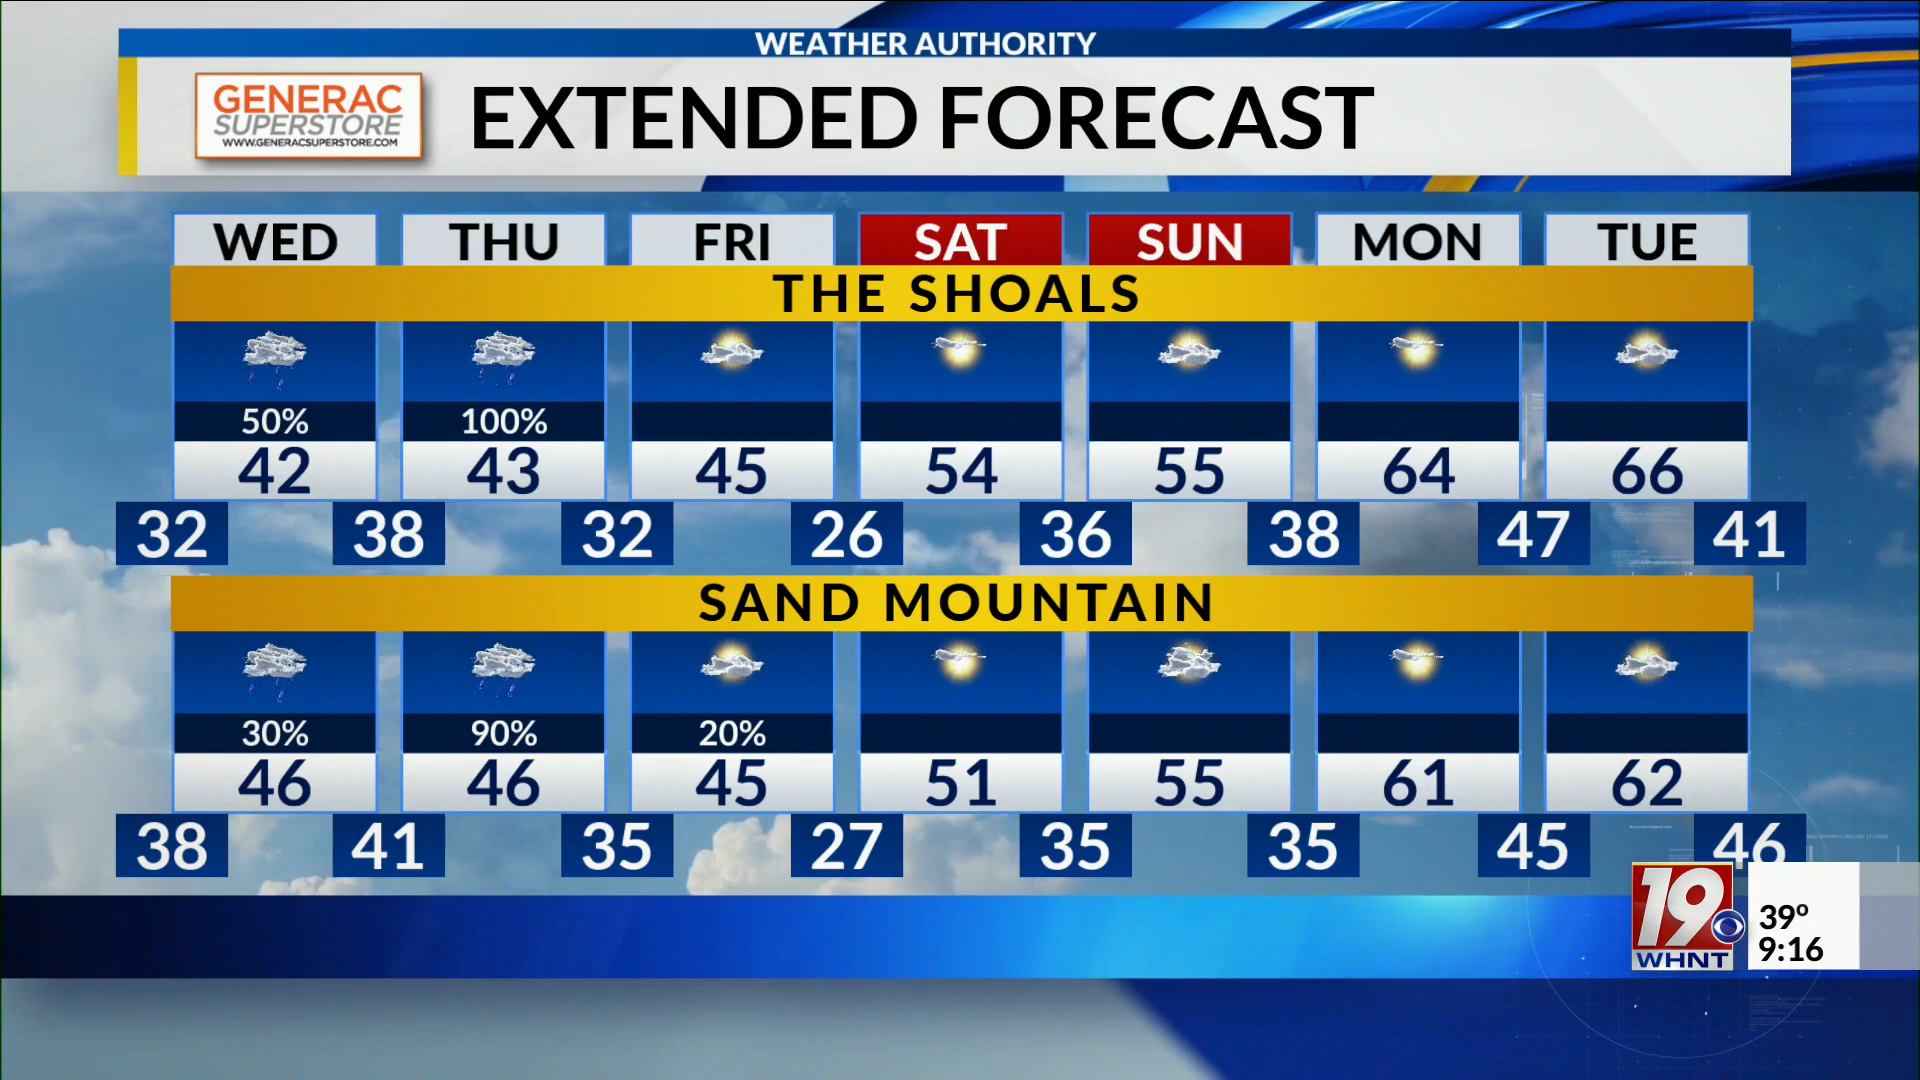 WEATHER AUTHORITY
GENERAC
SUPERSTORE
WWW.GENERACSUPERSTORE.COM
EXTENDED FORECAST
WED THU FRI SAT SUN MON TUE
THE SHOALS
50% 100%
42 43 45 54 55 64 66
32 38 32 26 36 38 47 41
SAND MOUNTAIN
30% 90% 20%
46 46 45 51 55 61 62
38 41 35 27 35 35 45 46
19
WHNT
39º
9:16